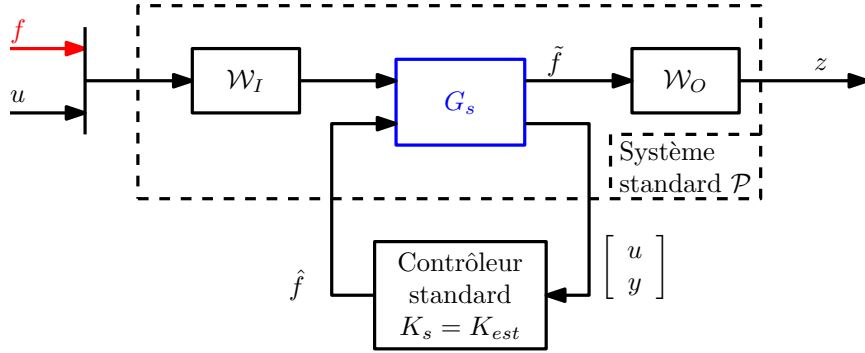 f
u
𝒲_I
G_s
f̃
𝒲_O
z
Système
standard 𝒫
f̂
Contrôleur
standard
K_s = K_est
[ u
y ]